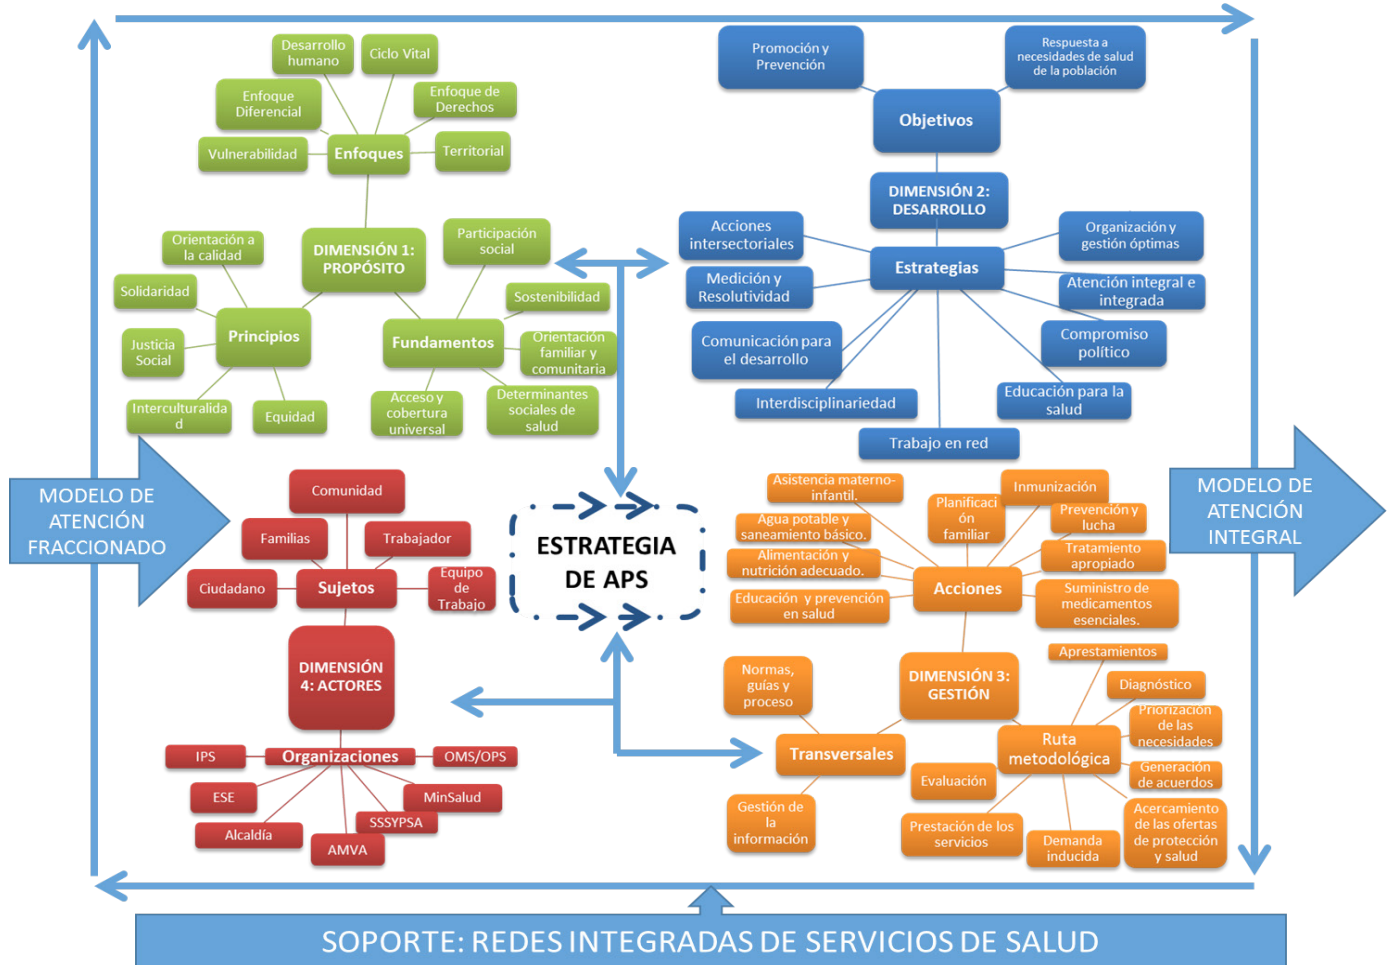 Desarrollo
humano
Ciclo Vital
Enfoque
Diferencial
Enfoque de
Derechos
Vulnerabilidad
Enfoques
Territorial
DIMENSIÓN 1:
PROPÓSITO
Orientación a
la calidad
Solidaridad
Justicia
Social
Principios
Interculturalida
d
Equidad
Participación
social
Sostenibilidad
Fundamentos
Orientación
familiar y
comunitaria
Acceso y
cobertura
universal
Determinantes
sociales de
salud
Promoción y
Prevención
Respuesta a
necesidades de salud
de la población
Objetivos
DIMENSIÓN 2:
DESARROLLO
Acciones
intersectoriales
Organización y
gestión óptimas
Estrategias
Medición y
Resolutividad
Atención integral e
integrada
Comunicación para
el desarrollo
Compromiso
político
Interdisciplinariedad
Educación para la
salud
Trabajo en red
MODELO DE
ATENCIÓN
FRACCIONADO
ESTRATEGIA
DE APS
MODELO DE
ATENCIÓN
INTEGRAL
Comunidad
Familias
Trabajador
Ciudadano
Sujetos
Equipo
de
Trabajo
DIMENSIÓN
4: ACTORES
IPS
Organizaciones
OMS/OPS
ESE
MinSalud
Alcaldía
SSSYPSA
AMVA
Asistencia materno-
infantil.
Planificaci
ón
familiar
Inmunización
Agua potable y
saneamiento básico.
Prevención y
lucha
Alimentación y
nutrición adecuado.
Tratamiento
apropiado
Educación y prevención
en salud
Acciones
Suministro de
medicamentos
esenciales.
DIMENSIÓN 3:
GESTIÓN
Normas,
guías y
proceso
Transversales
Gestión de
la
información
Aprestamientos
Diagnóstico
Priorización
de las
necesidades
Ruta
metodológica
Generación
de acuerdos
Evaluación
Prestación de los
servicios
Demanda
inducida
Acercamiento
de las ofertas
de protección
y salud
SOPORTE: REDES INTEGRADAS DE SERVICIOS DE SALUD